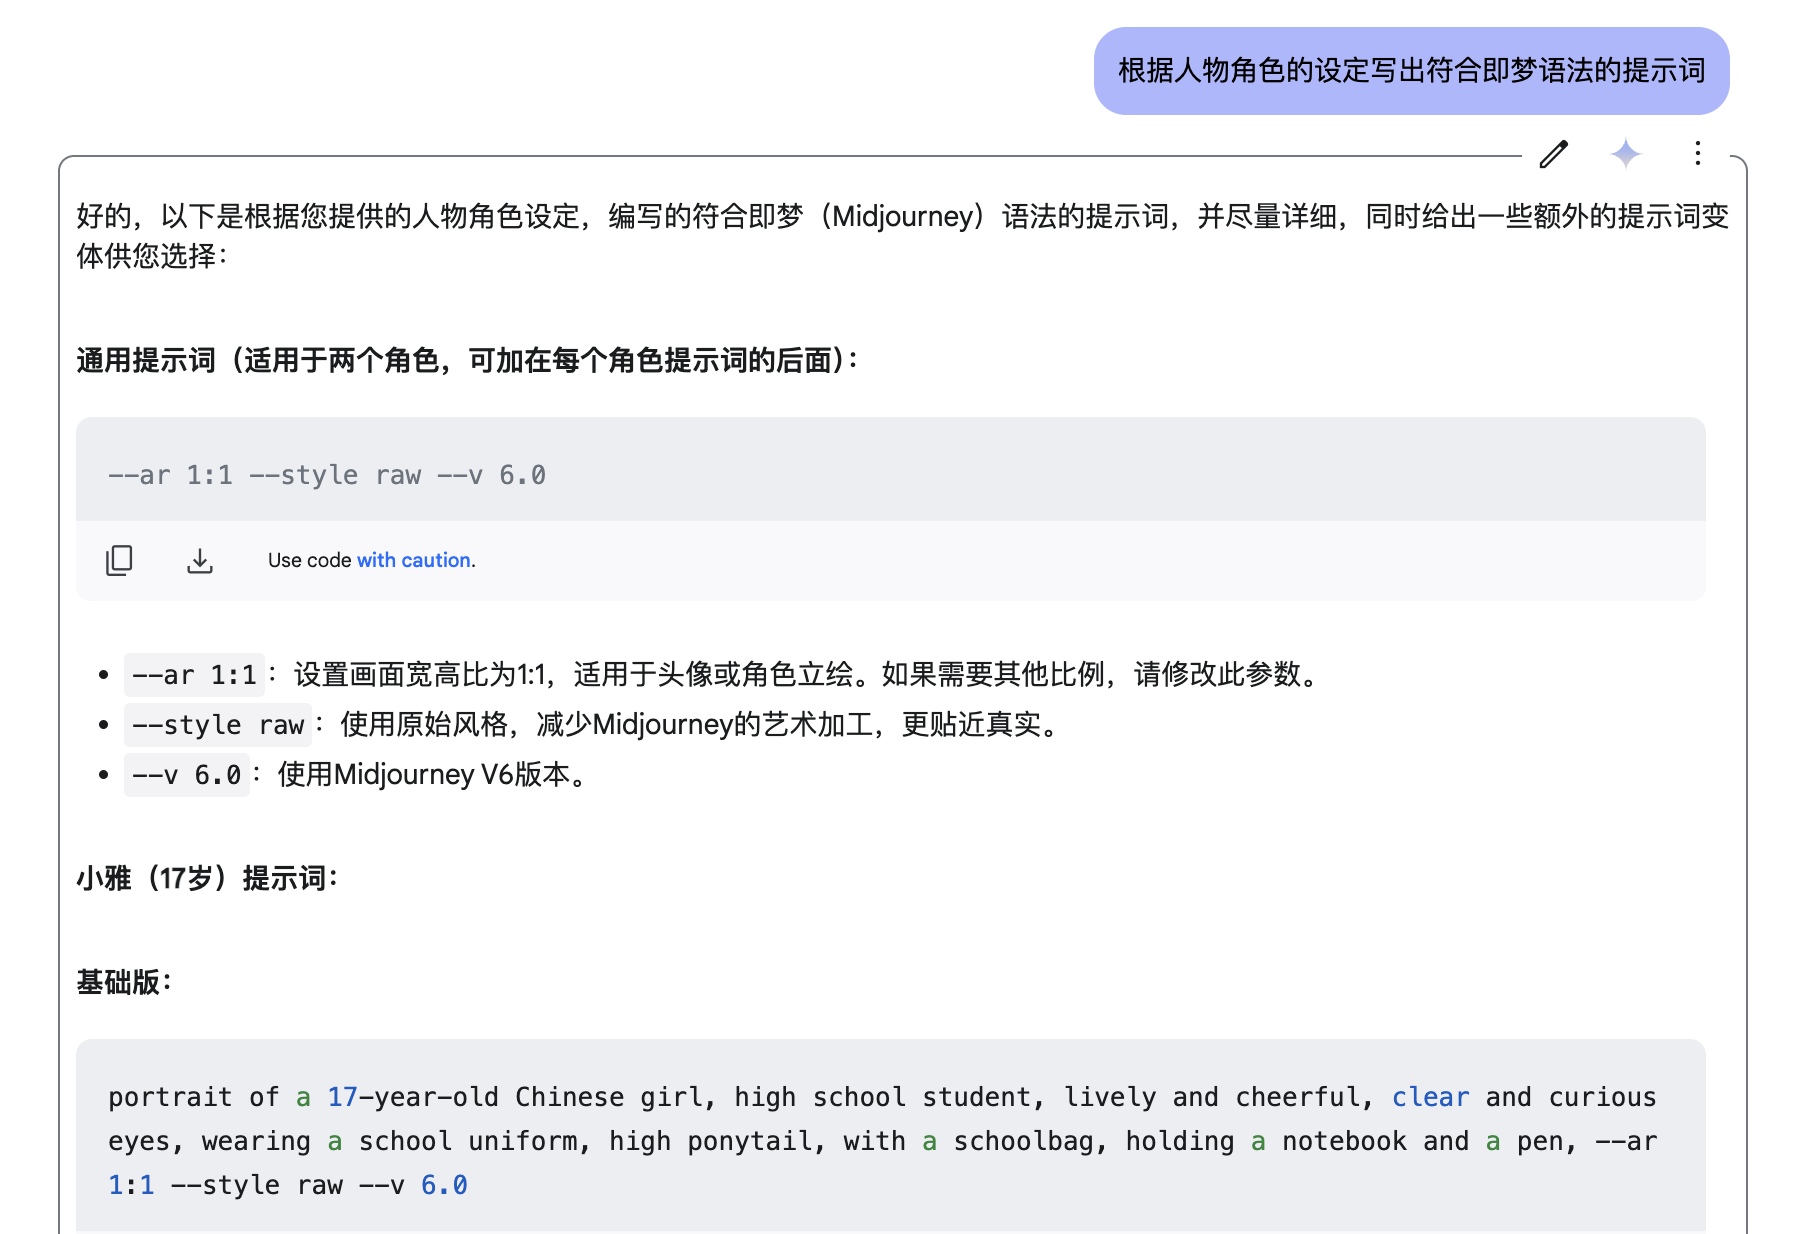 根据人物角色的设定写出符合即梦语法的提示词
好的，以下是根据您提供的人物角色设定，编写的符合即梦（Midjourney）语法的提示词，并尽量详细，同时给出一些额外的提示词变
体供您选择：
通用提示词（适用于两个角色，可加在每个角色提示词的后面）：
--ar 1:1 --style raw --v 6.0
Use code with caution.
--ar 1:1：设置画面宽高比为1:1，适用于头像或角色立绘。如果需要其他比例，请修改此参数。
--style raw：使用原始风格，减少Midjourney的艺术加工，更贴近真实。
--v 6.0：使用Midjourney V6版本。
小雅（17岁）提示词：
基础版：
portrait of a 17-year-old Chinese girl, high school student, lively and cheerful, clear and curious
eyes, wearing a school uniform, high ponytail, with a schoolbag, holding a notebook and a pen, --ar
1:1 --style raw --v 6.0